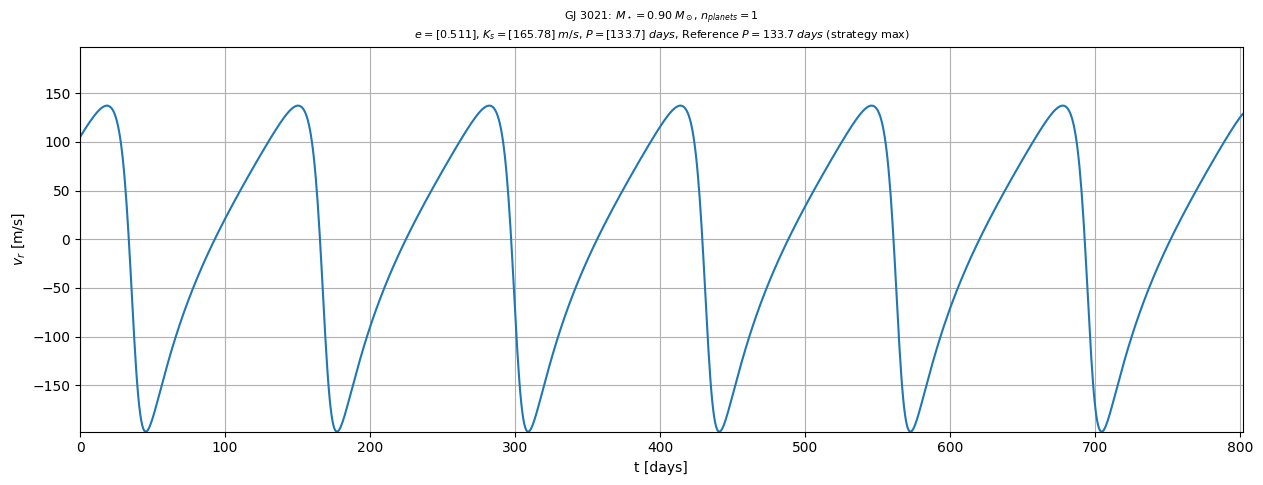 GJ 3021: $M_\star = 0.90\ M_\odot$, $n_{planets} = 1$
$e = [0.511]$, $K_s = [165.78]\ m/s$, $P = [133.7]\ days$, Reference $P = 133.7\ days$ (strategy max)
150
100
50
0
−50
−100
−150
$v_r$ [m/s]
0 100 200 300 400 500 600 700 800
t [days]